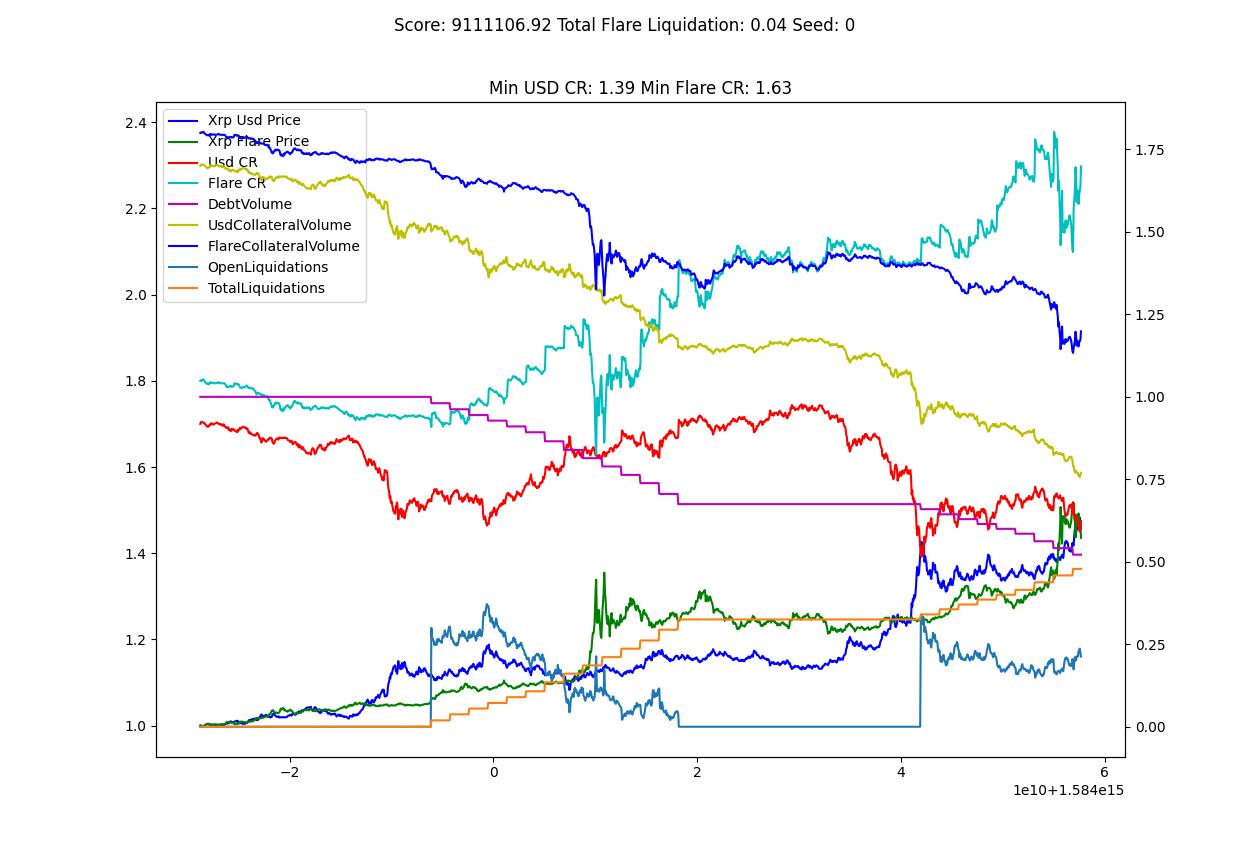 Score: 9111106.92 Total Flare Liquidation: 0.04 Seed: 0
Min USD CR: 1.39 Min Flare CR: 1.63
Xrp Usd Price
Xrp Flare Price
Usd CR
Flare CR
DebtVolume
UsdCollateralVolume
FlareCollateralVolume
OpenLiquidations
TotalLiquidations
2.4
2.2
2.0
1.8
1.6
1.4
1.2
1.0
1.75
1.50
1.25
1.00
0.75
0.50
0.25
0.00
−2
0
2
4
6
1e10+1.584e15